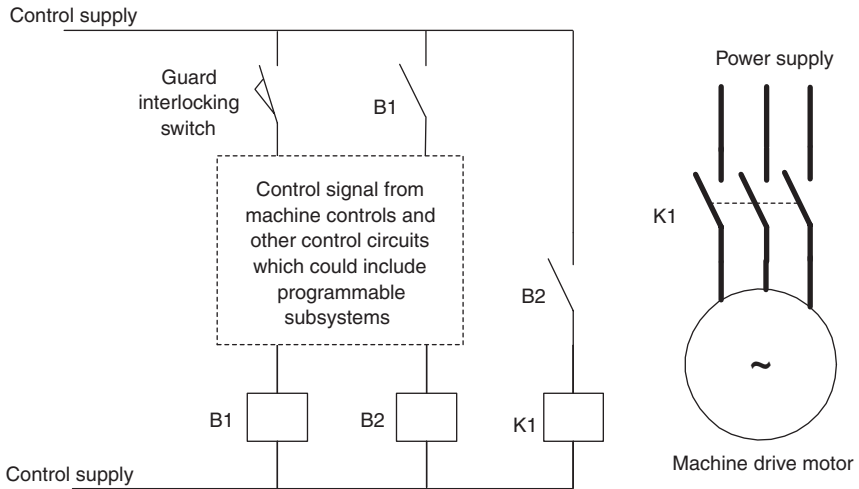 Control supply
Guard
interlocking
switch
B1
Power supply
Control signal from
machine controls and
other control circuits
which could include
programmable
subsystems
K1
B2
~
B1
B2
K1
Machine drive motor
Control supply